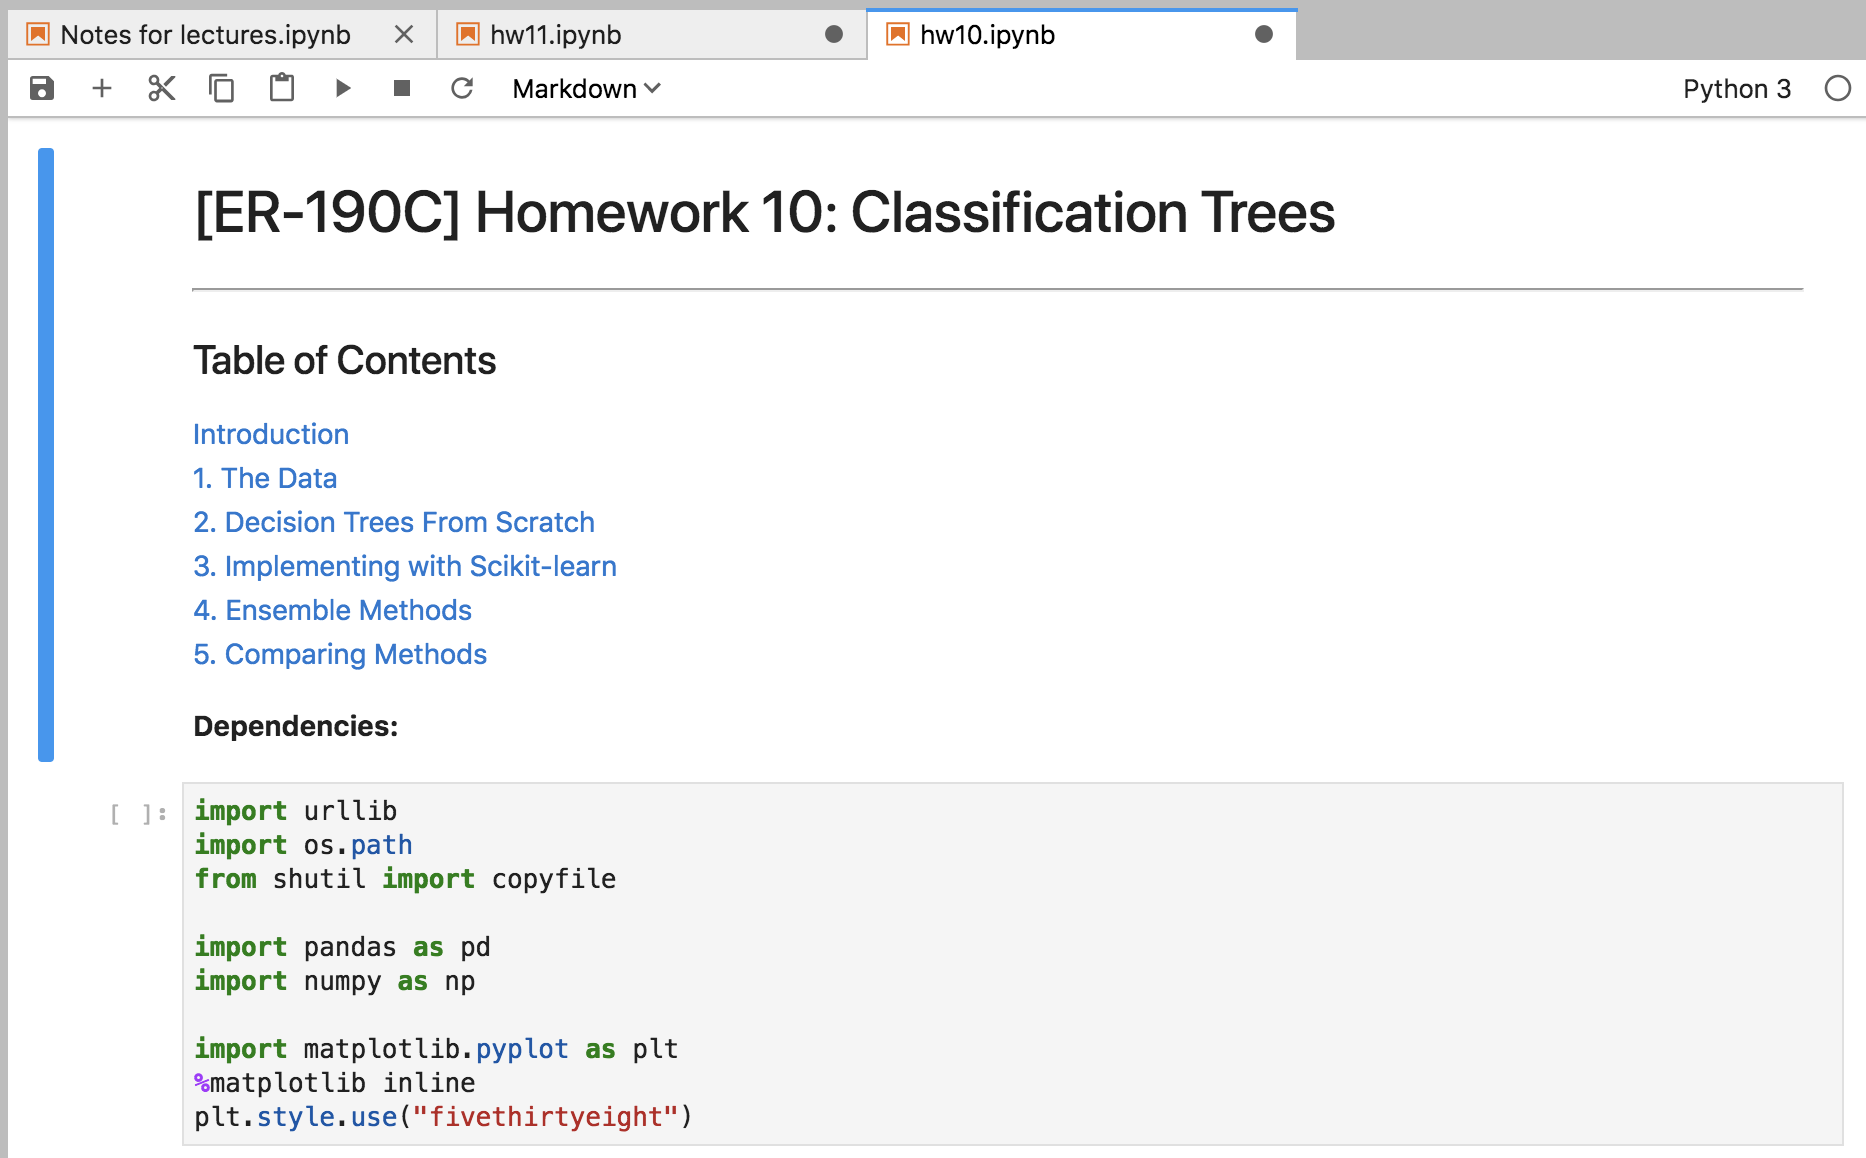 Notes for lectures.ipynb
hw11.ipynb
hw10.ipynb
Markdown
Python 3
[ER-190C] Homework 10: Classification Trees
Table of Contents
Introduction
1. The Data
2. Decision Trees From Scratch
3. Implementing with Scikit-learn
4. Ensemble Methods
5. Comparing Methods
Dependencies:
[ ]:
import urllib
import os.path
from shutil import copyfile
import pandas as pd
import numpy as np
import matplotlib.pyplot as plt
%matplotlib inline
plt.style.use("fivethirtyeight")